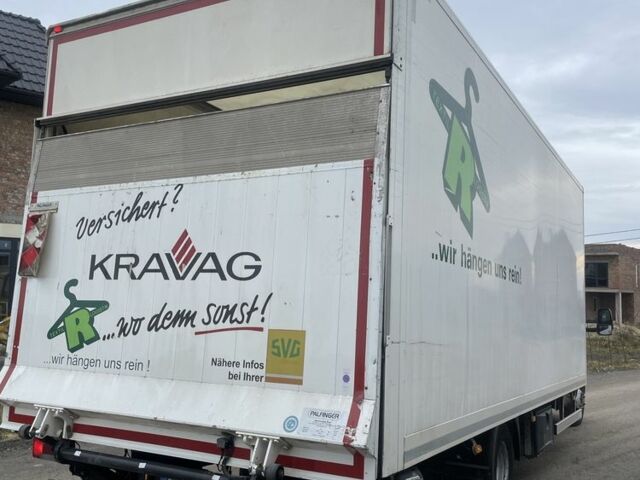 versichert?
KRAVAG
R ...wo denn sonst!
...wir hängen uns rein !
Nähere Infos
bei Ihrer
SVG
PALFINGER
R
..wir hängen uns rein!